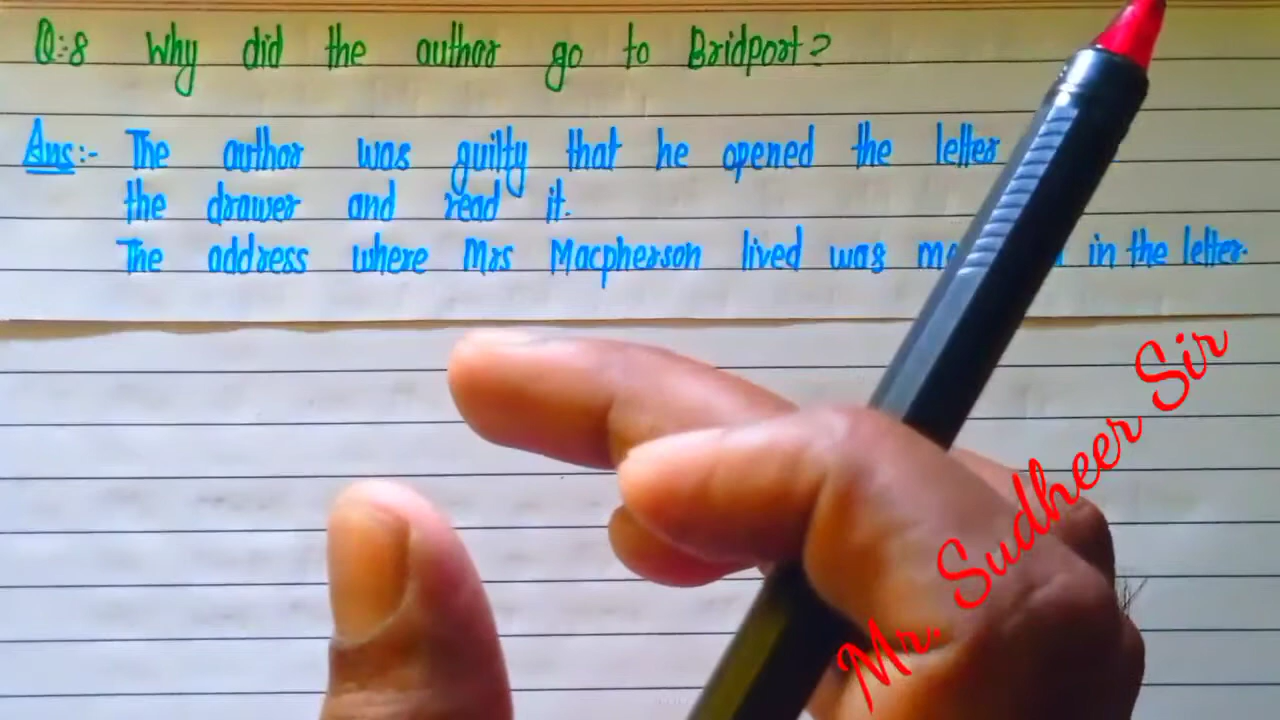 Q:8 Why did the author go to Bridport?
Ans:- The author was guilty that he opened the letter
the drawer and read it.
The address where Mrs Macpherson lived was in the letter.
Mr. Sudheer Sir